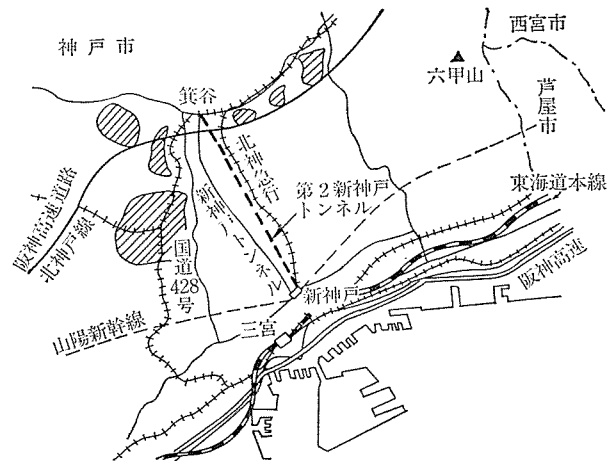 神戸市
西宮市
六甲山
芦屋市
箕谷
北神急行
新神戸トンネル
第2新神戸
トンネル
東海道本線
阪神高速道路
北神戸線
国道428号
新神戸
阪神高速
山陽新幹線
三宮